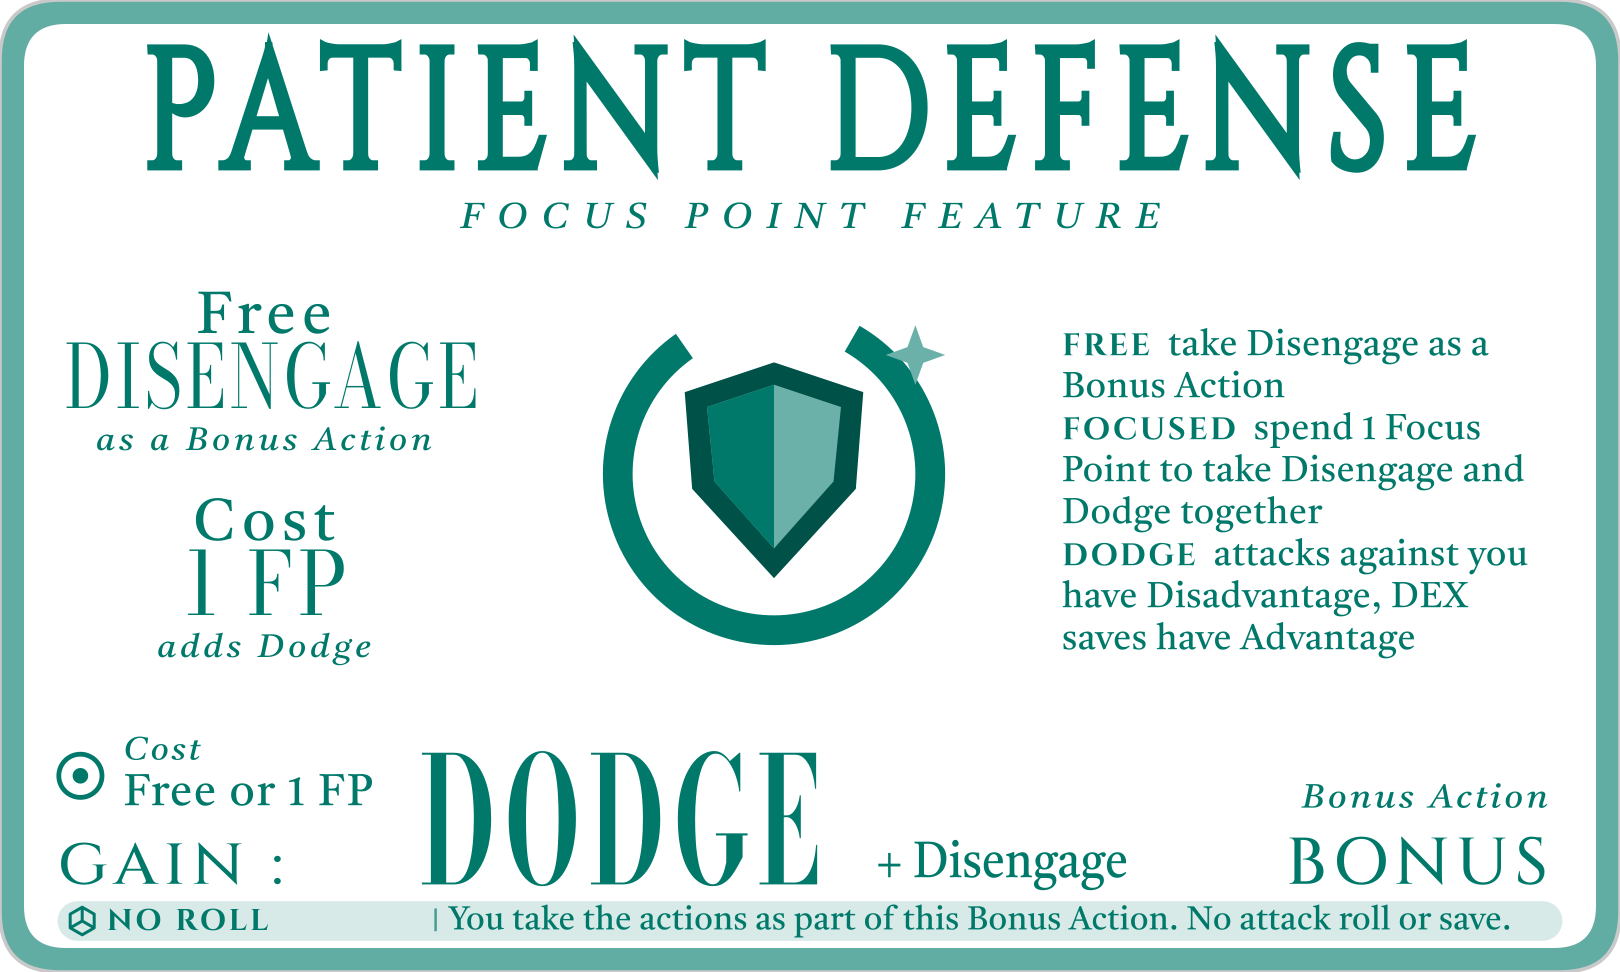 PATIENT DEFENSE
FOCUS POINT FEATURE
Free
DISENGAGE
as a Bonus Action
Cost
1 FP
adds Dodge
FREE take Disengage as a
Bonus Action
FOCUSED spend 1 Focus
Point to take Disengage and
Dodge together
DODGE attacks against you
have Disadvantage, DEX
saves have Advantage
Cost
Free or 1 FP
GAIN :
DODGE
+ Disengage
Bonus Action
BONUS
NO ROLL
| You take the actions as part of this Bonus Action. No attack roll or save.